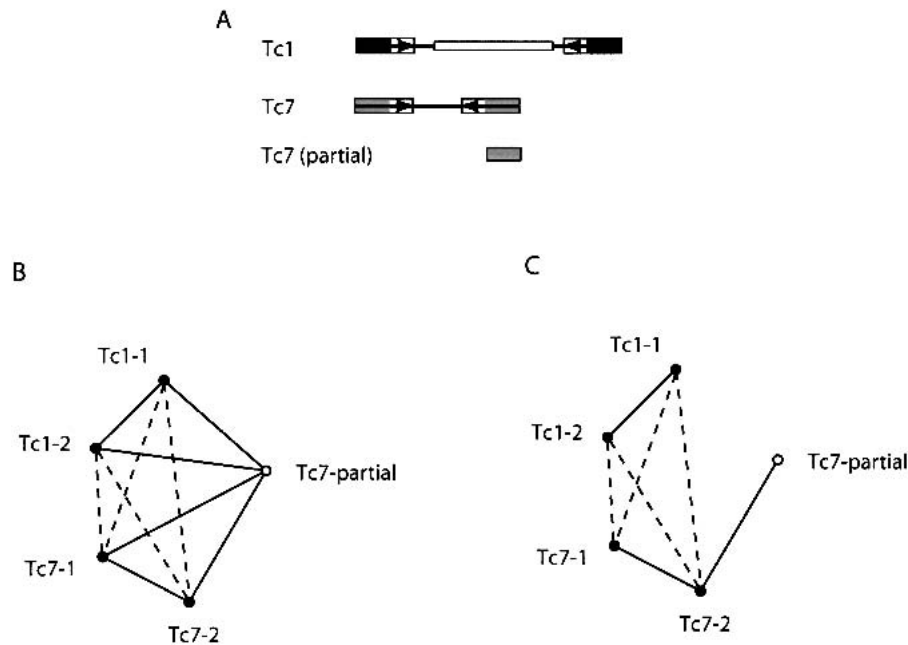 A
Tc1
Tc7
Tc7 (partial)
B
C
Tc1-1
Tc1-2
Tc7-partial
Tc7-1
Tc7-2
Tc1-1
Tc1-2
Tc7-partial
Tc7-1
Tc7-2